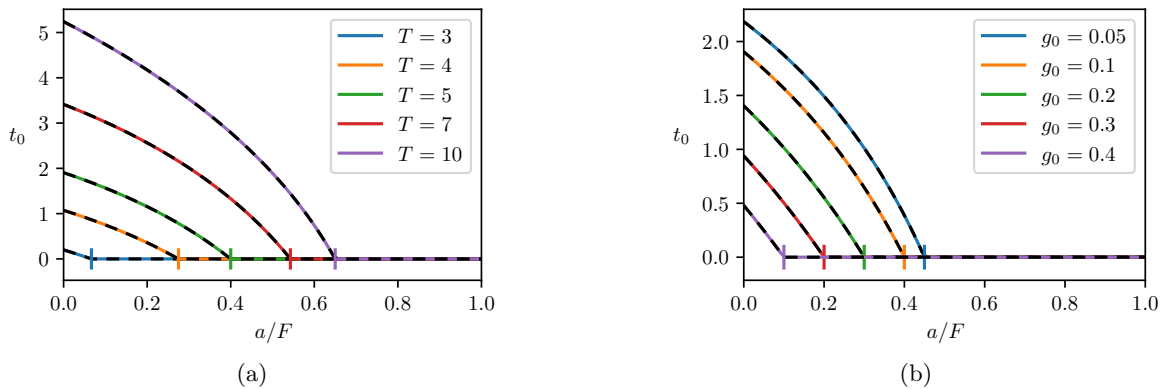 5
4
3
t₀
2
1
0
0.0 0.2 0.4 0.6 0.8 1.0
a/F
T = 3
T = 4
T = 5
T = 7
T = 10
(a)
2.0
1.5
t₀
1.0
0.5
0.0
0.0 0.2 0.4 0.6 0.8 1.0
a/F
g₀ = 0.05
g₀ = 0.1
g₀ = 0.2
g₀ = 0.3
g₀ = 0.4
(b)